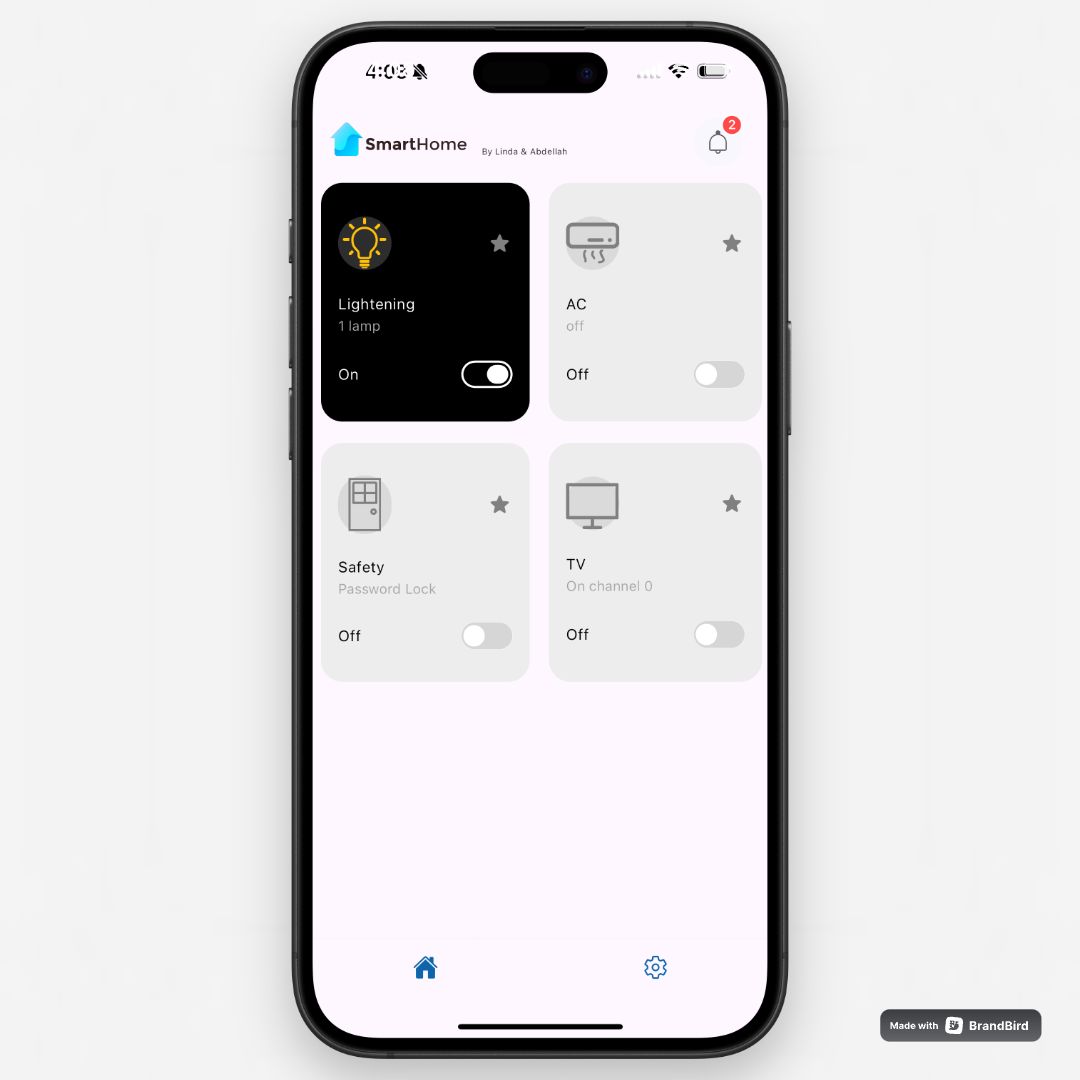 4:08
SmartHome By Linda & Abdellah
2
Lightening
1 lamp
On
AC
off
Off
Safety
Password Lock
Off
TV
On channel 0
Off
Made with BrandBird